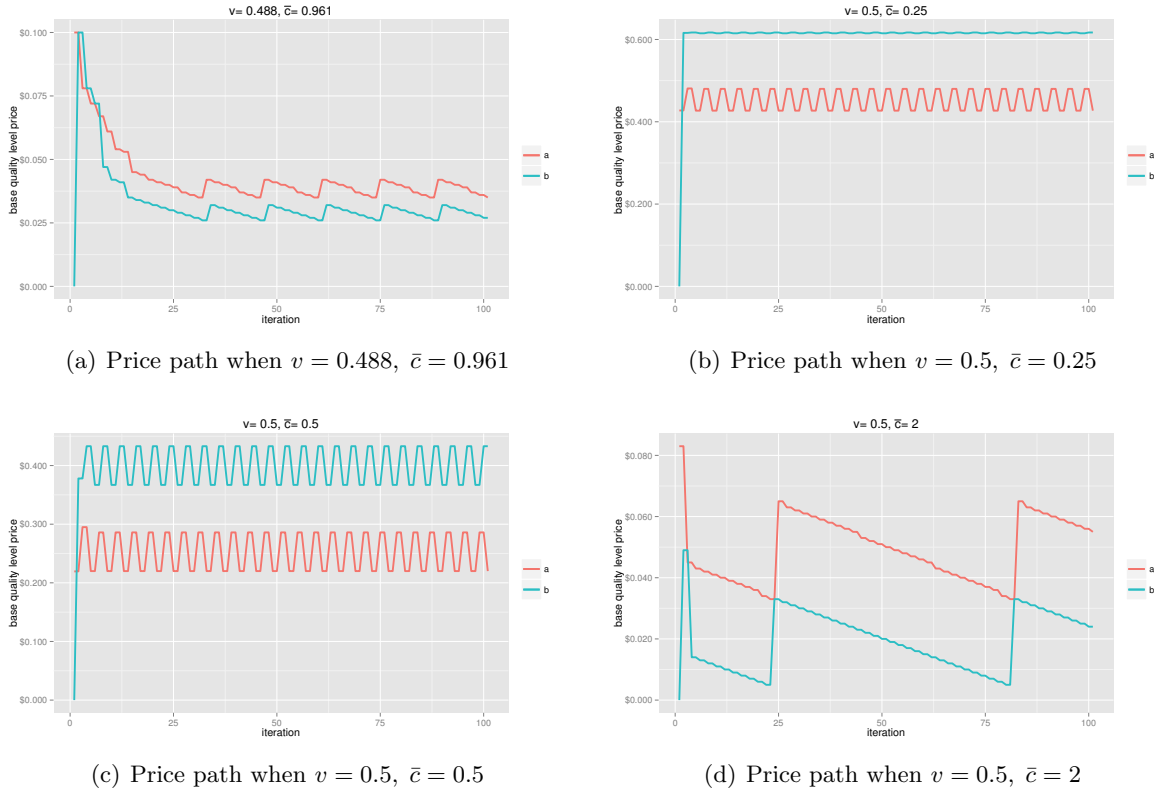 v= 0.488, c̄= 0.961
$0.100
$0.075
$0.050
$0.025
$0.000
base quality level price
0
25
50
75
100
iteration
a
b
(a) Price path when v = 0.488, c̄ = 0.961
v= 0.5, c̄= 0.25
$0.600
$0.400
$0.200
$0.000
base quality level price
0
25
50
75
100
iteration
a
b
(b) Price path when v = 0.5, c̄ = 0.25
v= 0.5, c̄= 0.5
$0.400
$0.300
$0.200
$0.100
$0.000
base quality level price
0
25
50
75
100
iteration
a
b
(c) Price path when v = 0.5, c̄ = 0.5
v= 0.5, c̄= 2
$0.080
$0.060
$0.040
$0.020
$0.000
base quality level price
0
25
50
75
100
iteration
a
b
(d) Price path when v = 0.5, c̄ = 2